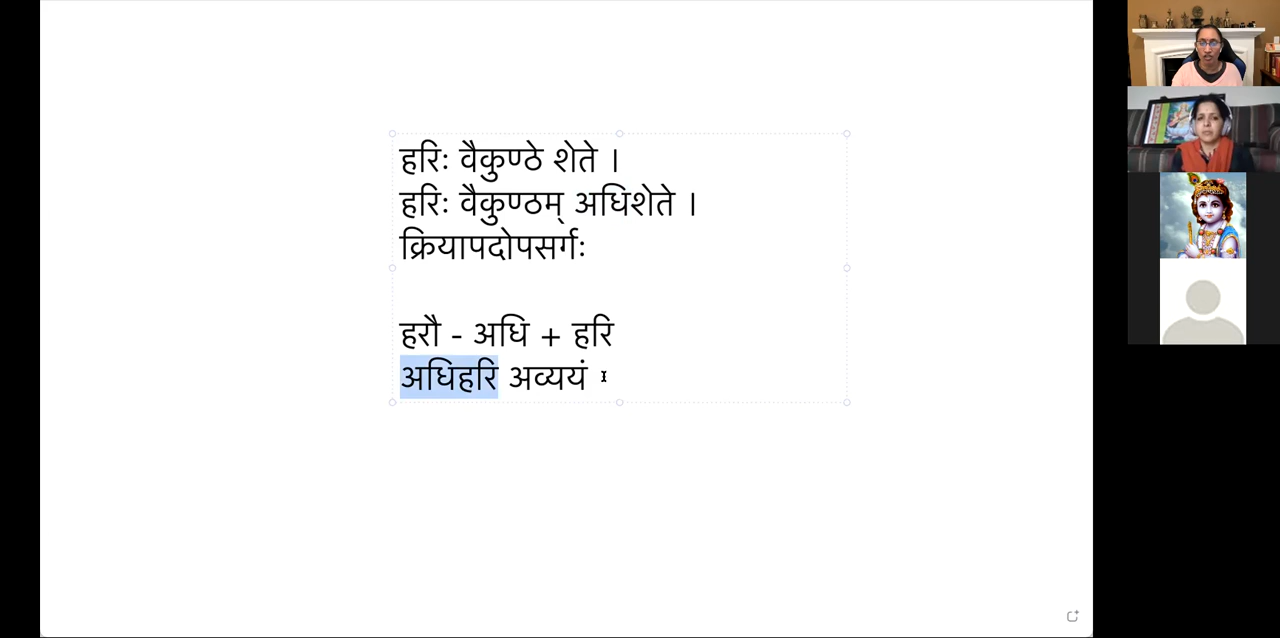 हरिः वैकुण्ठे शेते ।
हरिः वैकुण्ठम् अधिशेते ।
क्रियापदोपसर्गः
हरौ - अधि + हरि
अधिहरि अव्ययं